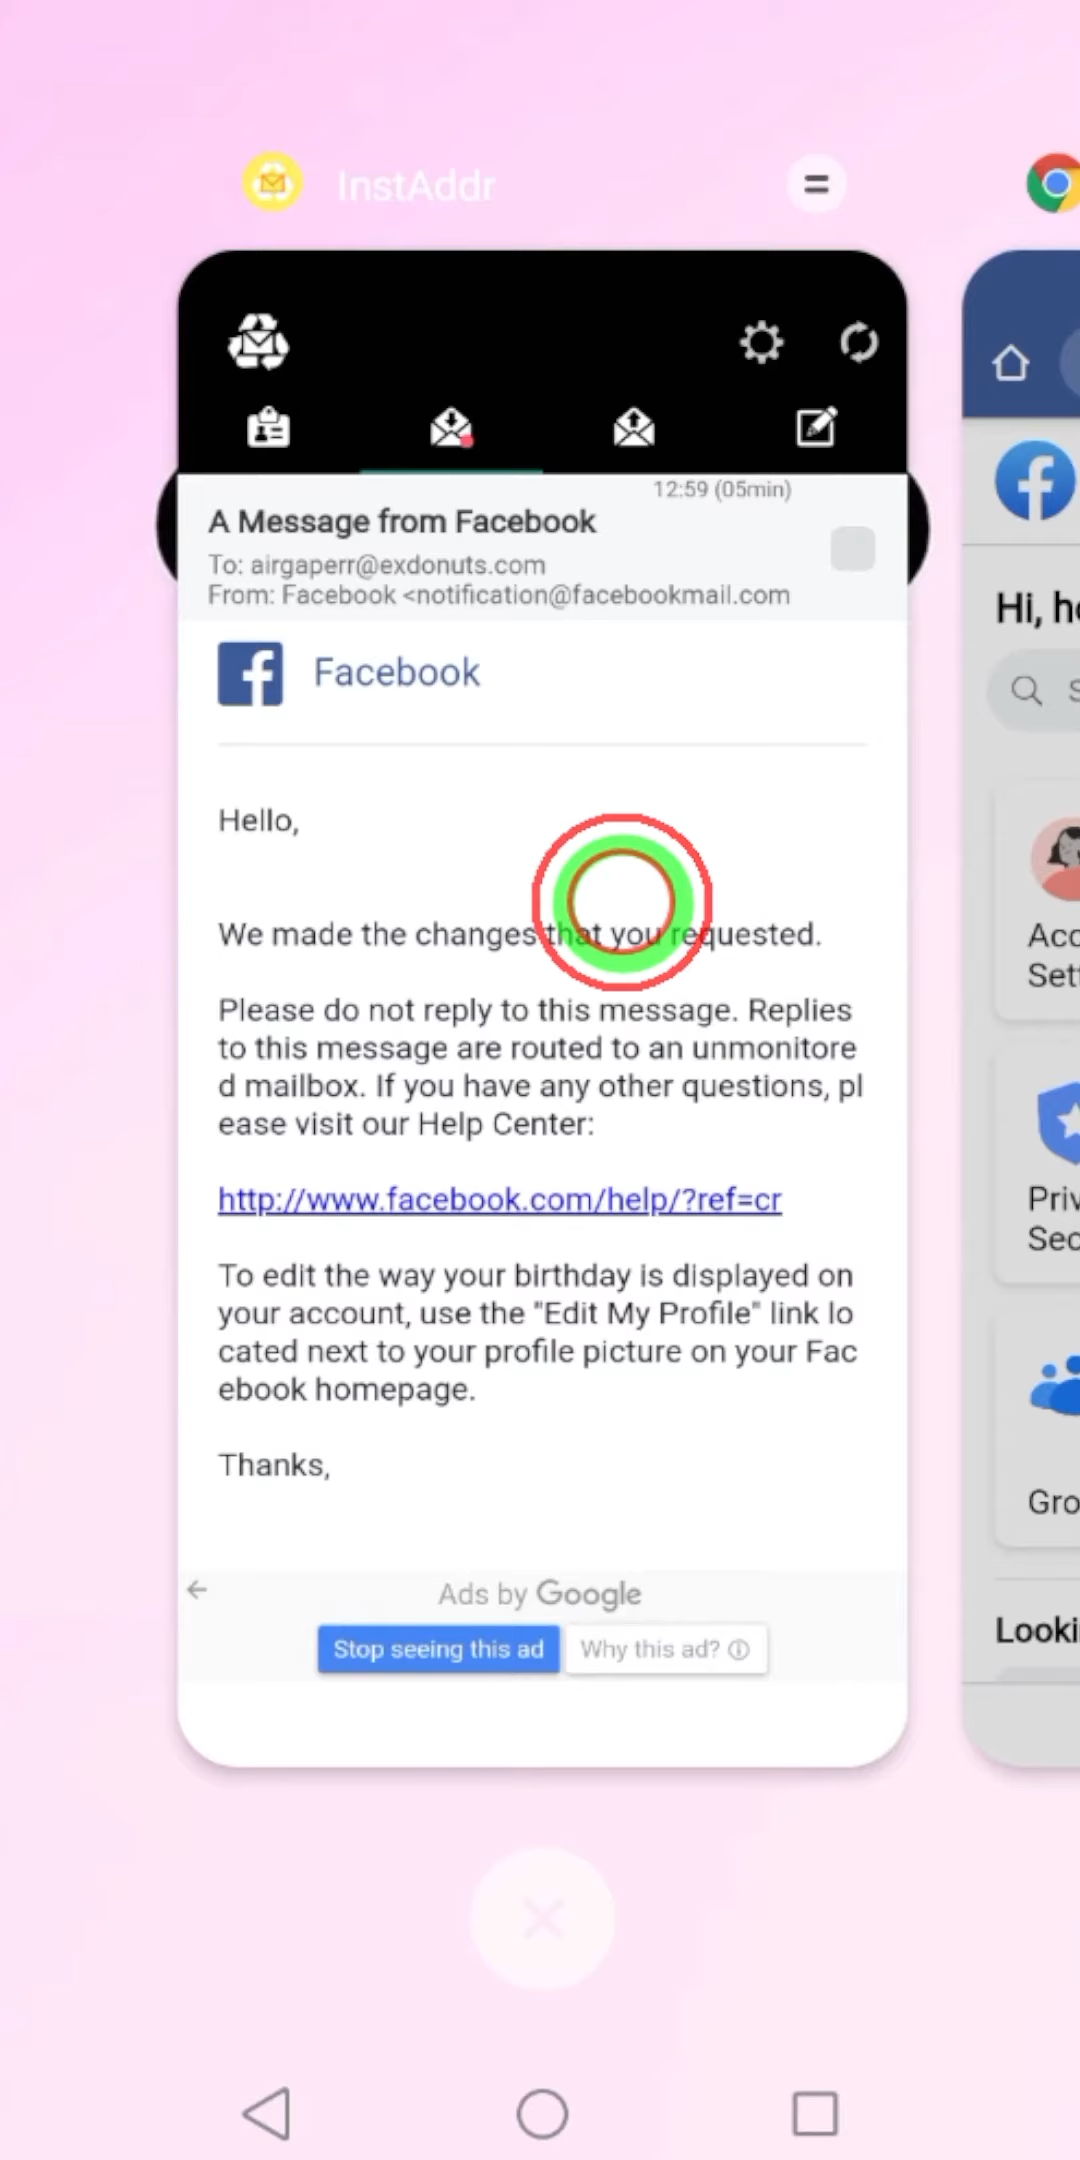 InstAddr
12:59 (05min)
A Message from Facebook
To: airgaperr@exdonuts.com
From: Facebook <notification@facebookmail.com
Facebook
Hello,
We made the changes that you requested.
Please do not reply to this message. Replies
to this message are routed to an unmonitore
d mailbox. If you have any other questions, pl
ease visit our Help Center:
http://www.facebook.com/help/?ref=cr
To edit the way your birthday is displayed on
your account, use the "Edit My Profile" link lo
cated next to your profile picture on your Fac
ebook homepage.
Thanks,
Ads by Google
Stop seeing this ad
Why this ad?
Hi,
Looki